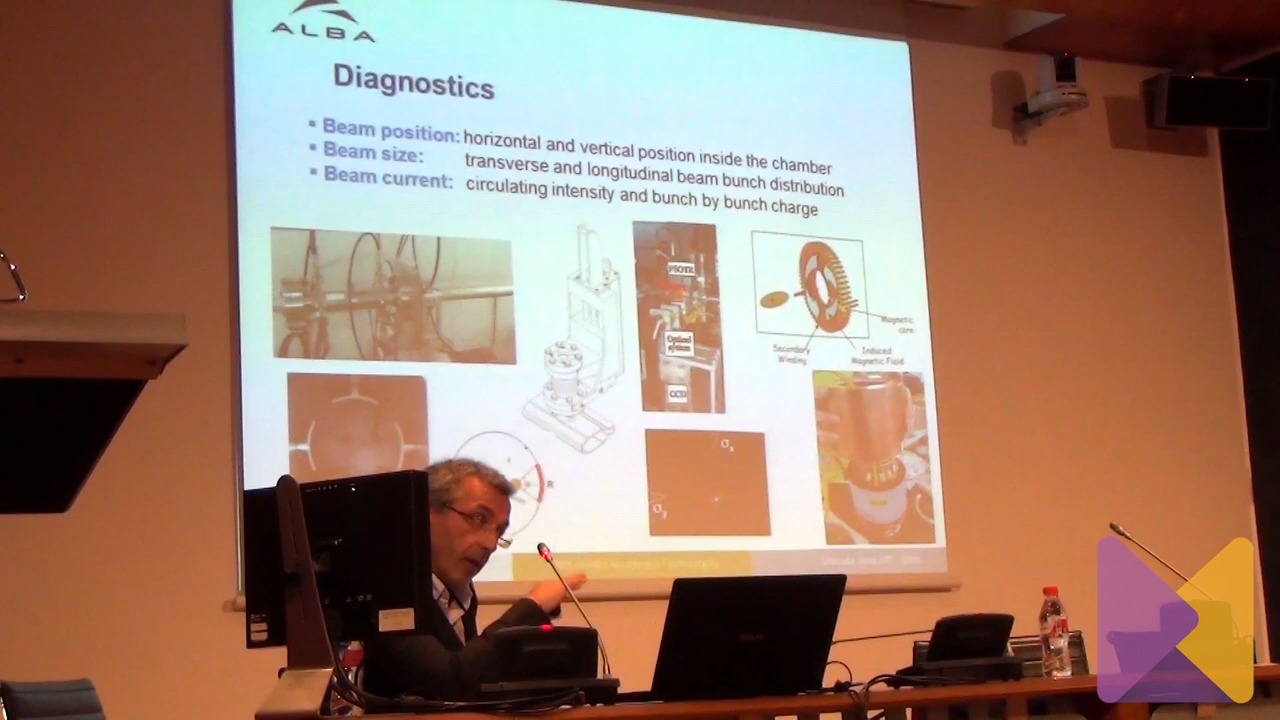 ALBA
Diagnostics
▪ Beam position: horizontal and vertical position inside the chamber
▪ Beam size: transverse and longitudinal beam bunch distribution
▪ Beam current: circulating intensity and bunch by bunch charge
Optical
system
CCD
Magnetic
core
Secondary
Winding
Induced
Magnetic Field
R
σx
σy